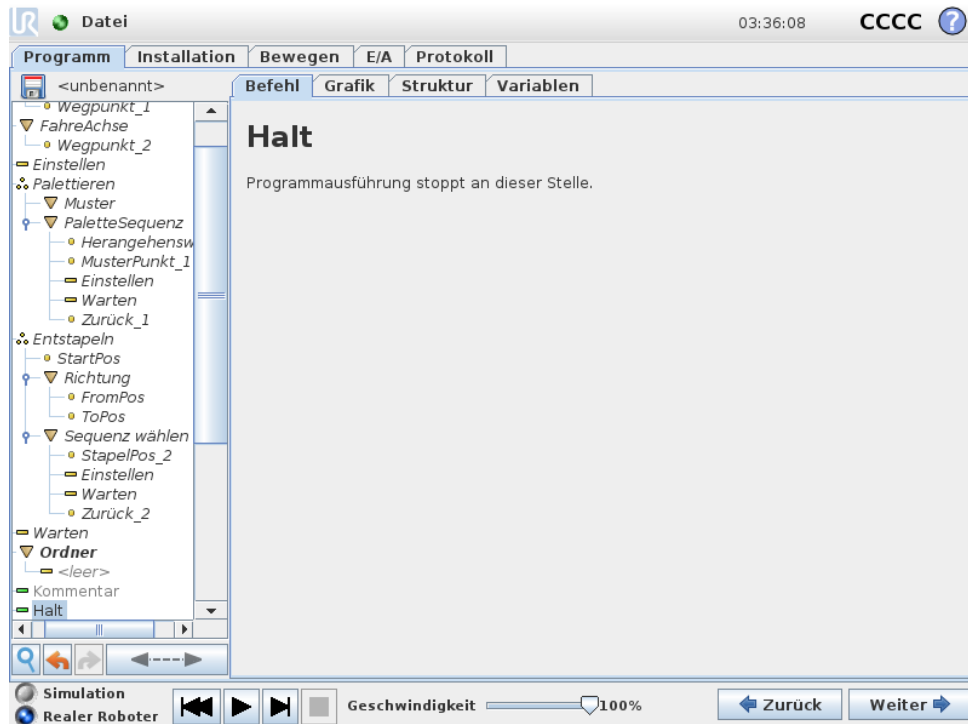 UR Datei 03:36:08 CCCC ?
Programm Installation Bewegen E/A Protokoll
<unbenannt> Befehl Grafik Struktur Variablen
Wegpunkt_1
FahreAchse
Wegpunkt_2
Einstellen
Palettieren
Muster
PaletteSequenz
Herangehensw
MusterPunkt_1
Einstellen
Warten
Zurück_1
Entstapeln
StartPos
Richtung
FromPos
ToPos
Sequenz wählen
StapelPos_2
Einstellen
Warten
Zurück_2
Warten
Ordner
<leer>
Kommentar
Halt
Halt
Programmausführung stoppt an dieser Stelle.
Simulation
Realer Roboter
Geschwindigkeit 100%
Zurück Weiter